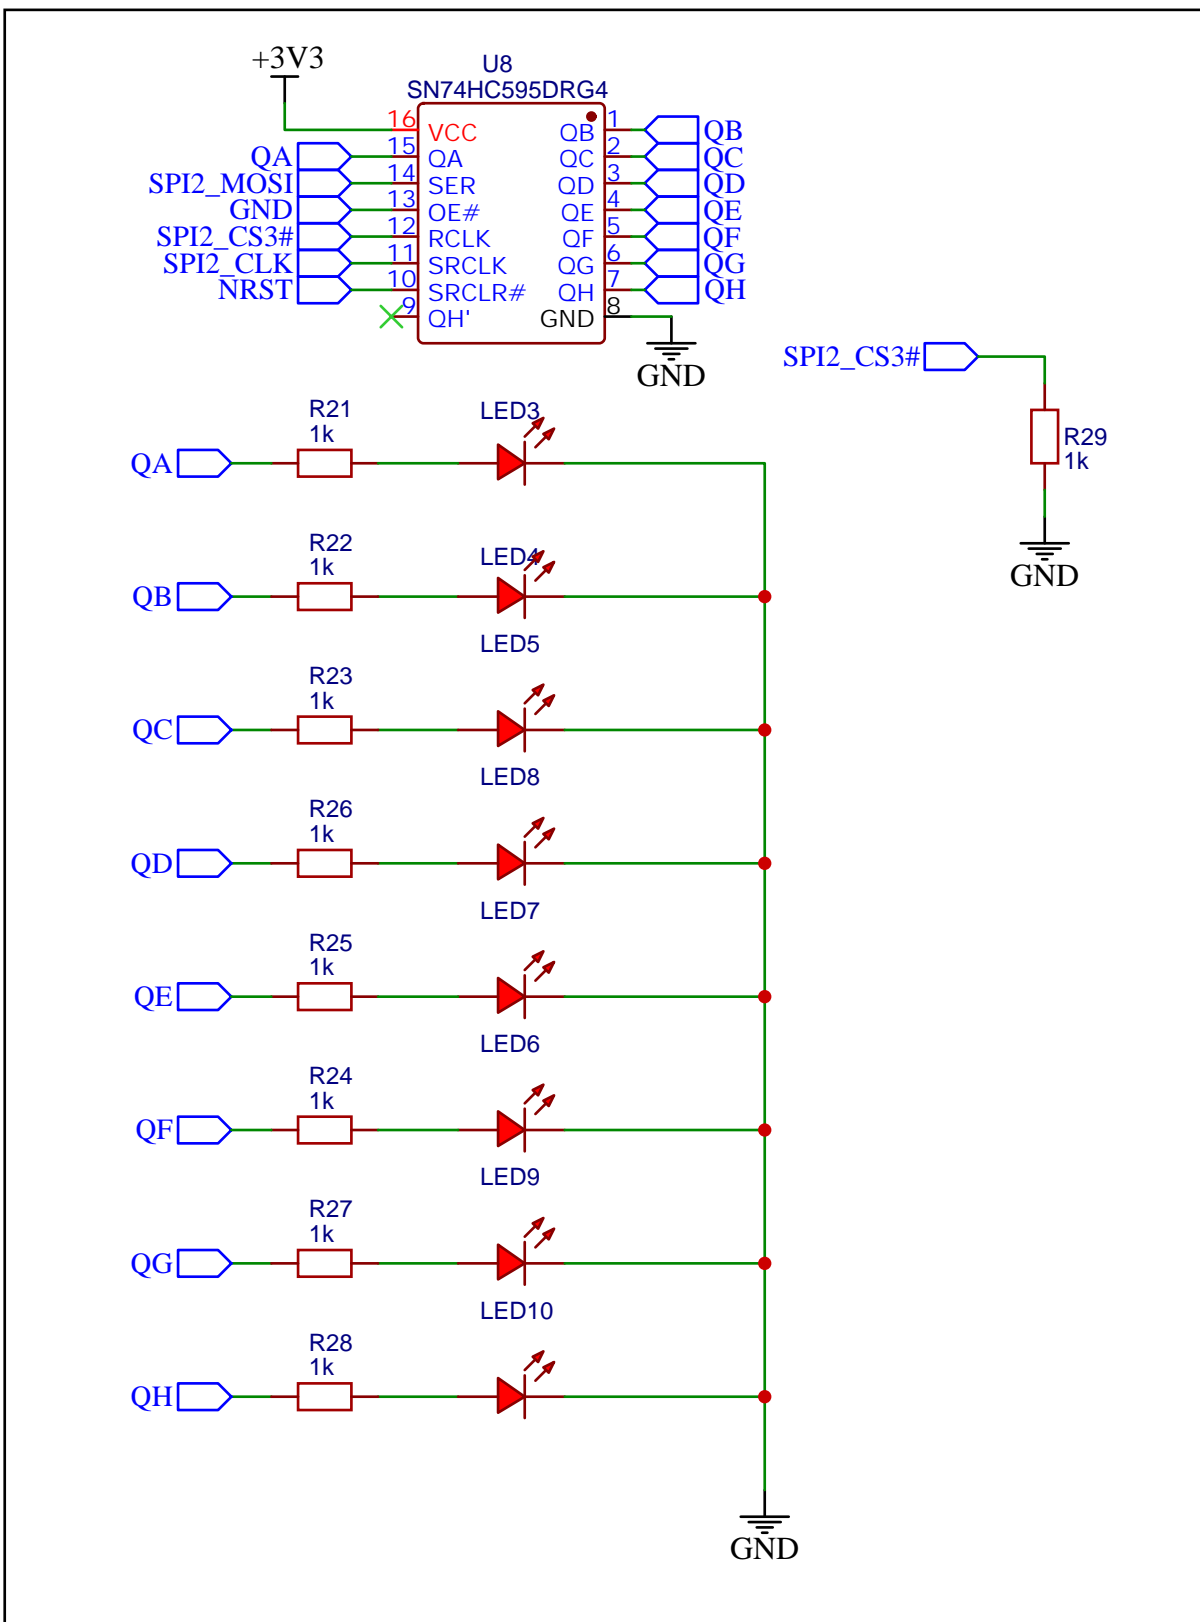 +3V3
U8
SN74HC595DRG4
16 VCC QB 1 QB
QA 15 QA QC 2 QC
SPI2_MOSI 14 SER QD 3 QD
GND 13 OE# QE 4 QE
SPI2_CS3# 12 RCLK QF 5 QF
SPI2_CLK 11 SRCLK QG 6 QG
NRST 10 SRCLR# QH 7 QH
9 QH' GND 8
GND
SPI2_CS3#
R29
1k
GND
R21
1k
LED3
QA
R22
1k
LED4
QB
LED5
R23
1k
QC
LED8
R26
1k
QD
LED7
R25
1k
QE
LED6
R24
1k
QF
LED9
R27
1k
QG
LED10
R28
1k
QH
GND